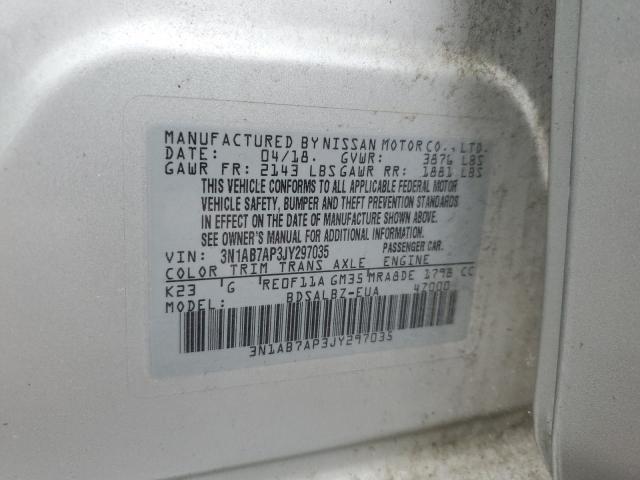 MANUFACTURED BY NISSAN MOTOR CO., LTD.
DATE: 04/18. GVWR: 3876 LBS
GAWR FR: 2143 LBS GAWR RR: 1881 LBS
THIS VEHICLE CONFORMS TO ALL APPLICABLE FEDERAL MOTOR
VEHICLE SAFETY, BUMPER AND THEFT PREVENTION STANDARDS
IN EFFECT ON THE DATE OF MANUFACTURE SHOWN ABOVE.
SEE OWNER'S MANUAL FOR ADDITIONAL INFORMATION.
VIN: 3N1AB7AP3JY297035 PASSENGER CAR.
COLOR TRIM TRANS AXLE ENGINE
K23 'G 'RE0F11A GM35 MRA8DE 1798 CC
MODEL: BDSALBZ-EUA 47000
3N1AB7AP3JY297035